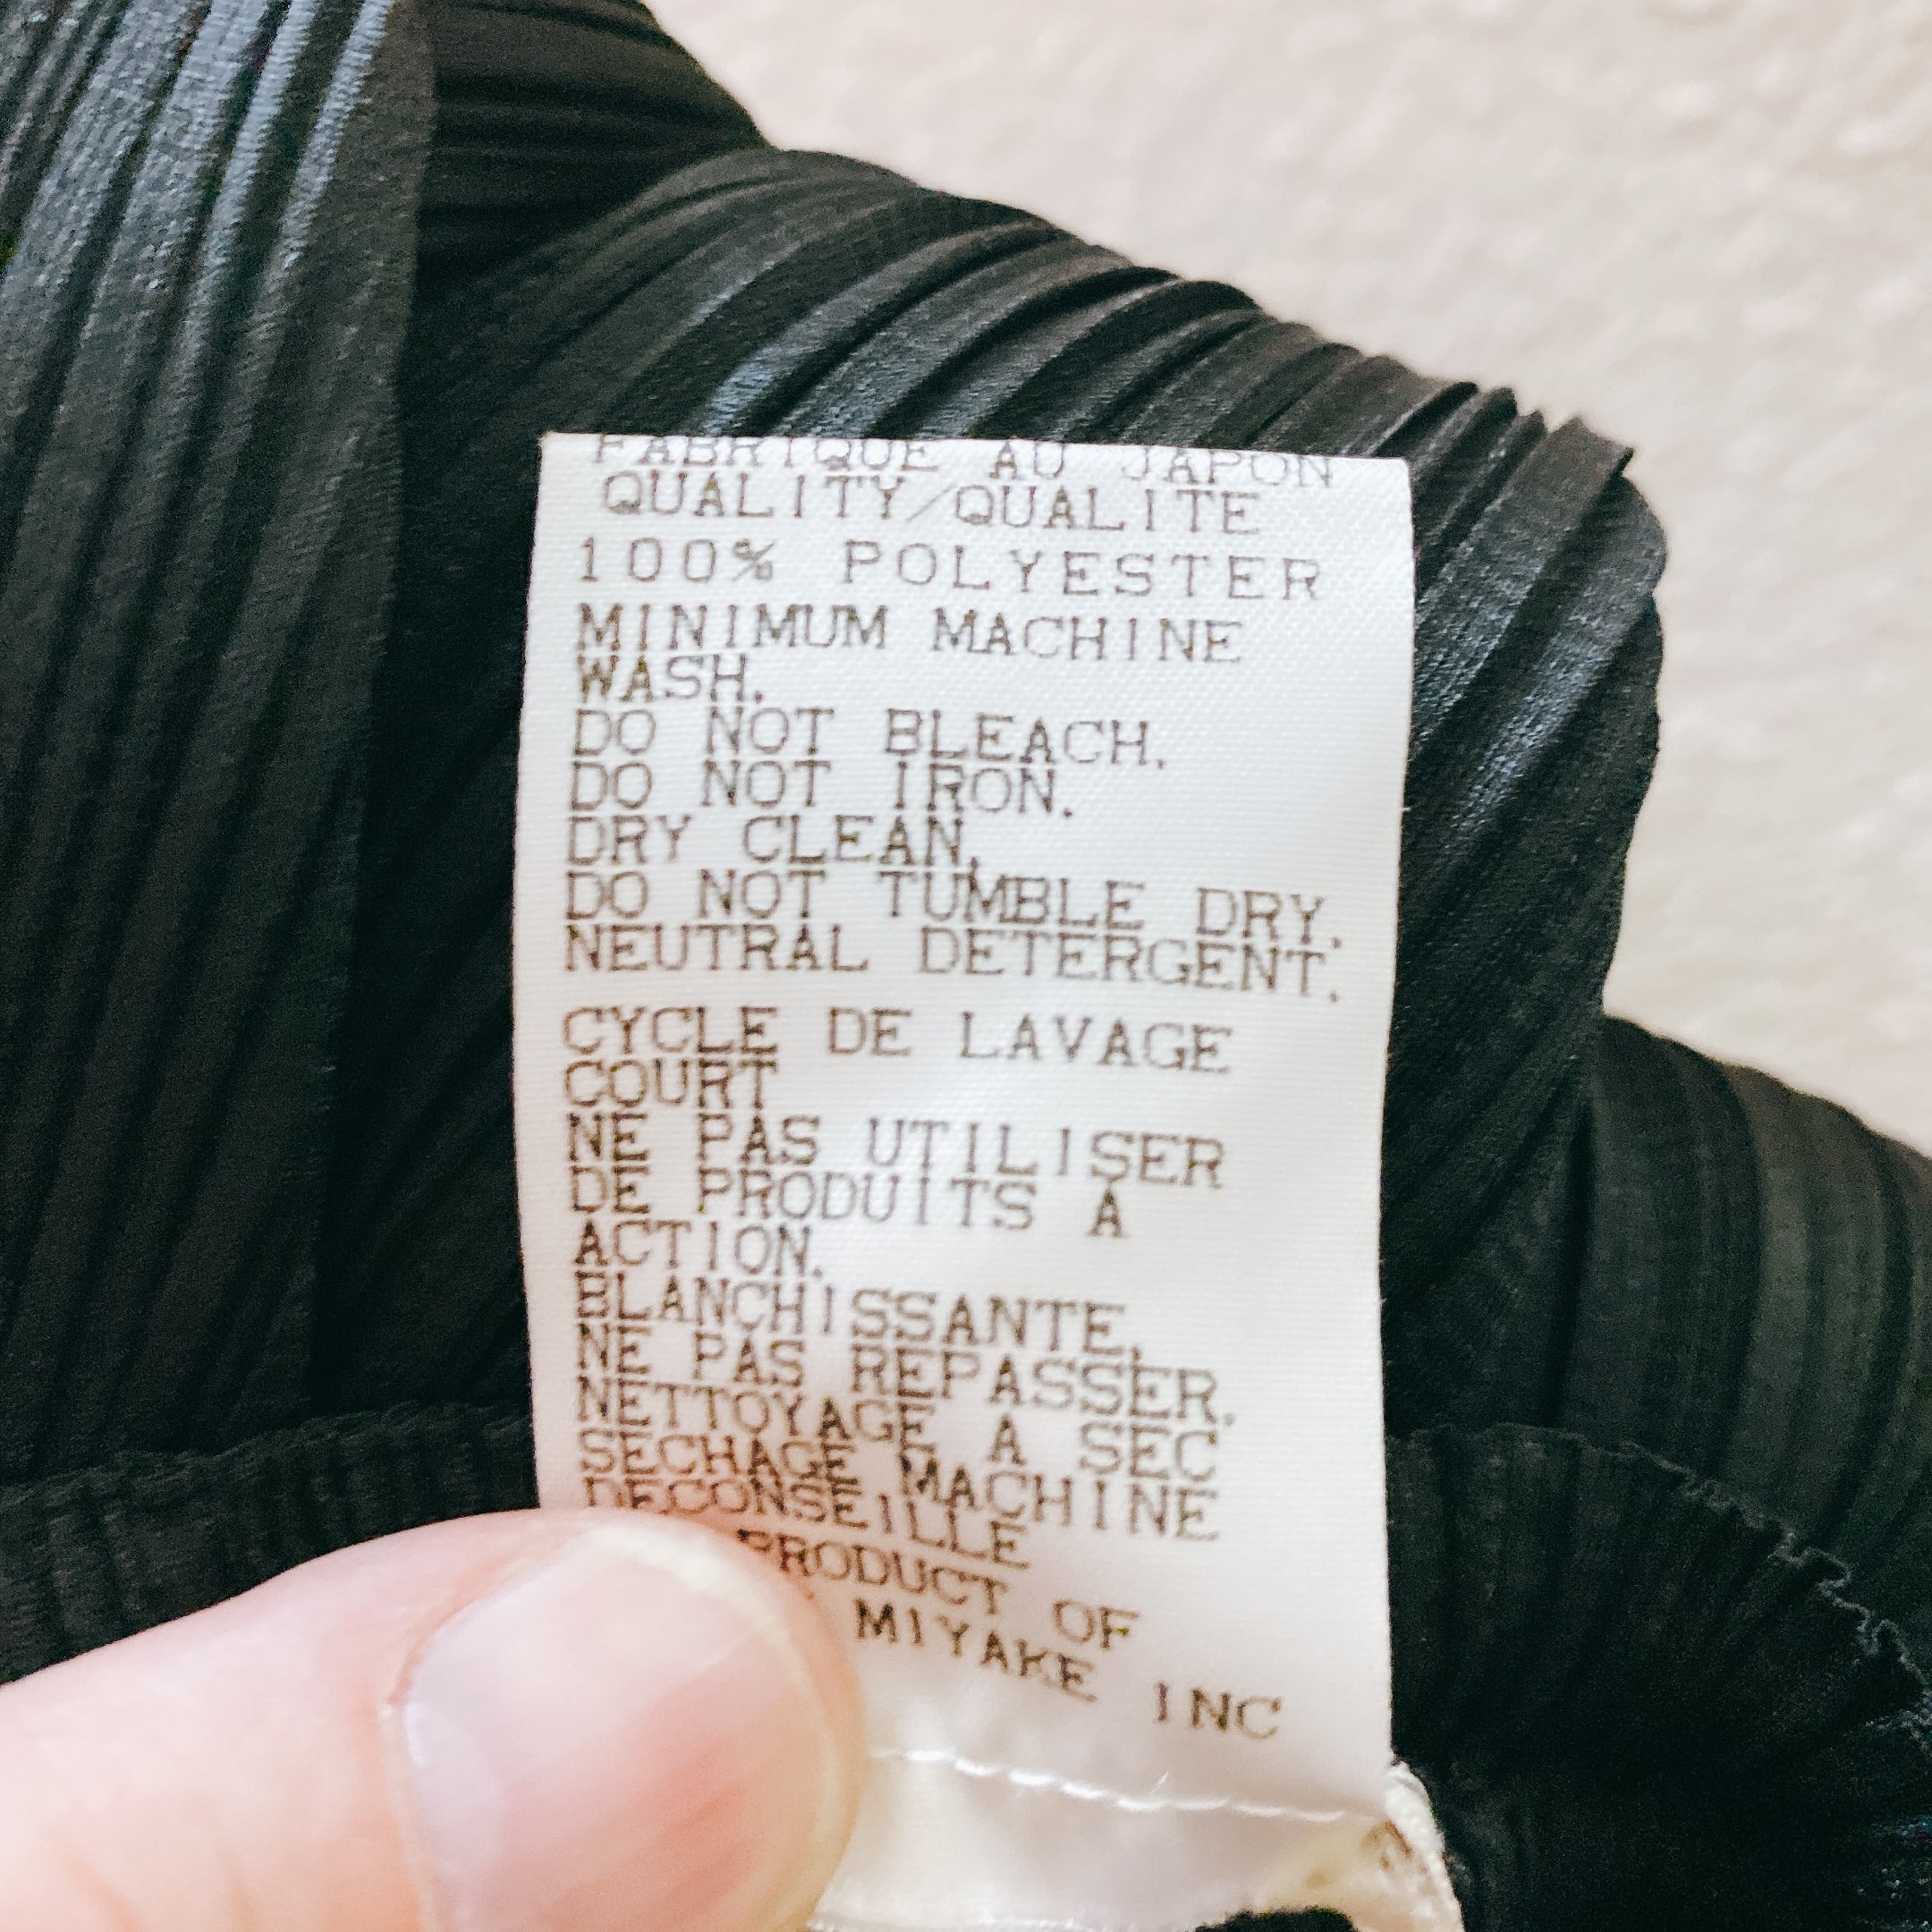 FABRIQUE AU JAPON
QUALITY/QUALITE
100% POLYESTER
MINIMUM MACHINE
WASH.
DO NOT BLEACH.
DO NOT IRON.
DRY CLEAN,
DO NOT TUMBLE DRY.
NEUTRAL DETERGENT.
CYCLE DE LAVAGE
COURT
NE PAS UTILISER
DE PRODUITS A
ACTION.
BLANCHISSANTE,
NE PAS REPASSER.
NETTOYAGE A SEC
SECHAGE MACHINE
DECONSEILLE
PRODUCT OF
MIYAKE INC